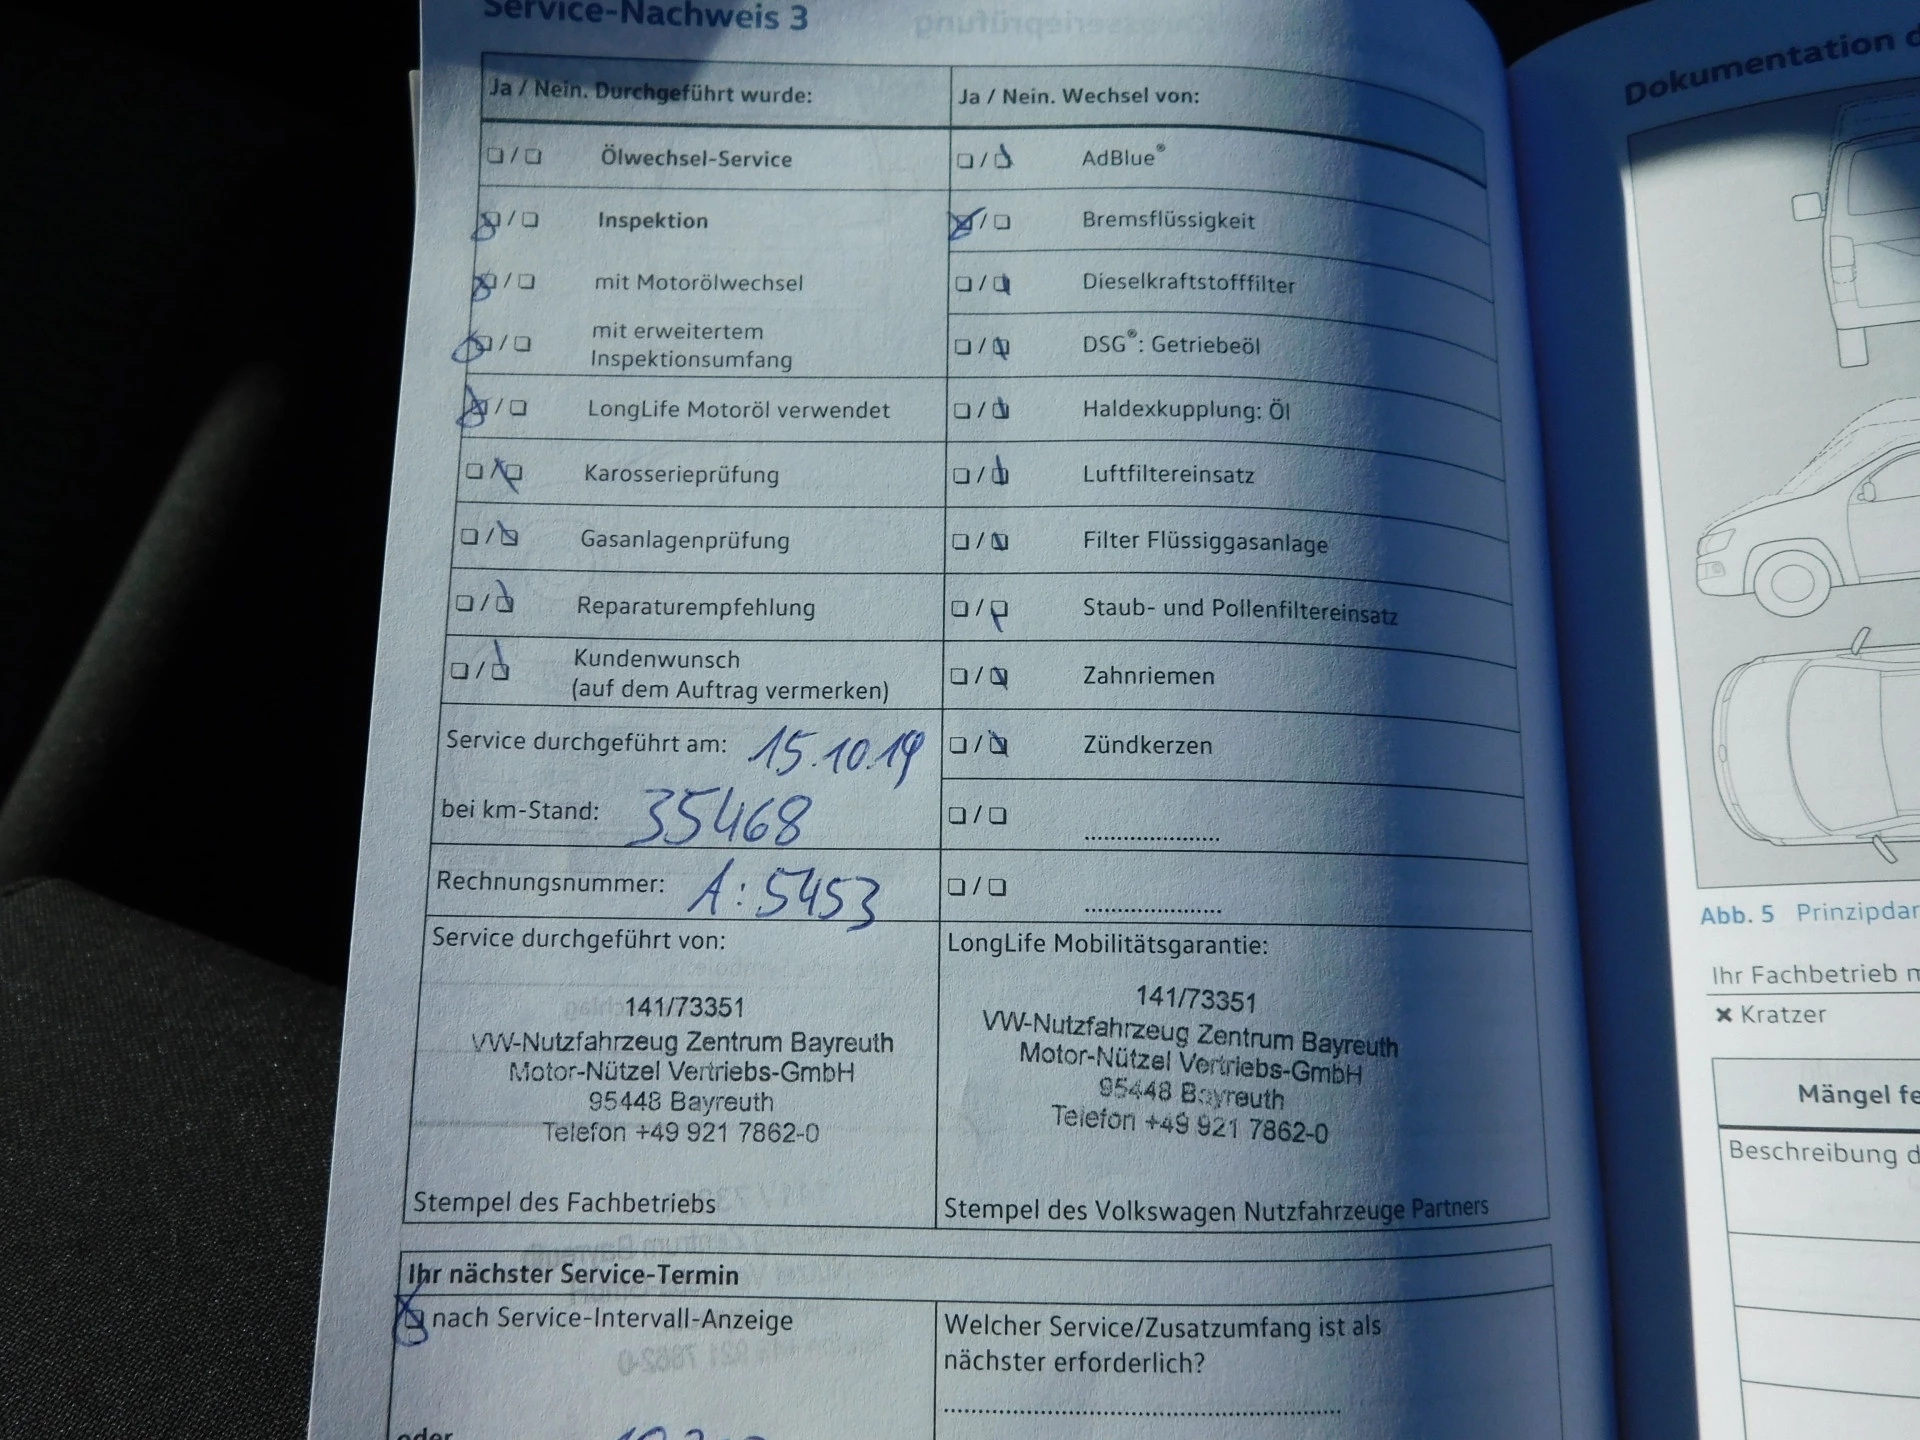 Service-Nachweis 3
Ja / Nein. Durchgeführt wurde:
Ölwechsel-Service
Inspektion
mit Motorölwechsel
mit erweitertem
Inspektionsumfang
LongLife Motoröl verwendet
Karosserieprüfung
Gasanlagenprüfung
Reparaturempfehlung
Kundenwunsch
(auf dem Auftrag vermerken)
Service durchgeführt am: 15.10.19
bei km-Stand: 35468
Rechnungsnummer: A:5453
Ja / Nein. Wechsel von:
AdBlue®
Bremsflüssigkeit
Dieselkraftstofffilter
DSG®: Getriebeöl
Haldexkupplung: Öl
Luftfiltereinsatz
Filter Flüssiggasanlage
Staub- und Pollenfiltereinsatz
Zahnriemen
Zündkerzen
Service durchgeführt von:
141/73351
VW-Nutzfahrzeug Zentrum Bayreuth
Motor-Nützel Vertriebs-GmbH
95448 Bayreuth
Telefon +49 921 7862-0
Stempel des Fachbetriebs
LongLife Mobilitätsgarantie:
141/73351
VW-Nutzfahrzeug Zentrum Bayreuth
Motor-Nützel Vertriebs-GmbH
95448 Bayreuth
Telefon +49 921 7862-0
Stempel des Volkswagen Nutzfahrzeuge Partners
Ihr nächster Service-Termin
nach Service-Intervall-Anzeige
oder
Welcher Service/Zusatzumfang ist als
nächster erforderlich?
Dokumentation
Abb. 5
Ihr Fachbetrieb
× Kratzer
Mängel
Beschreibung